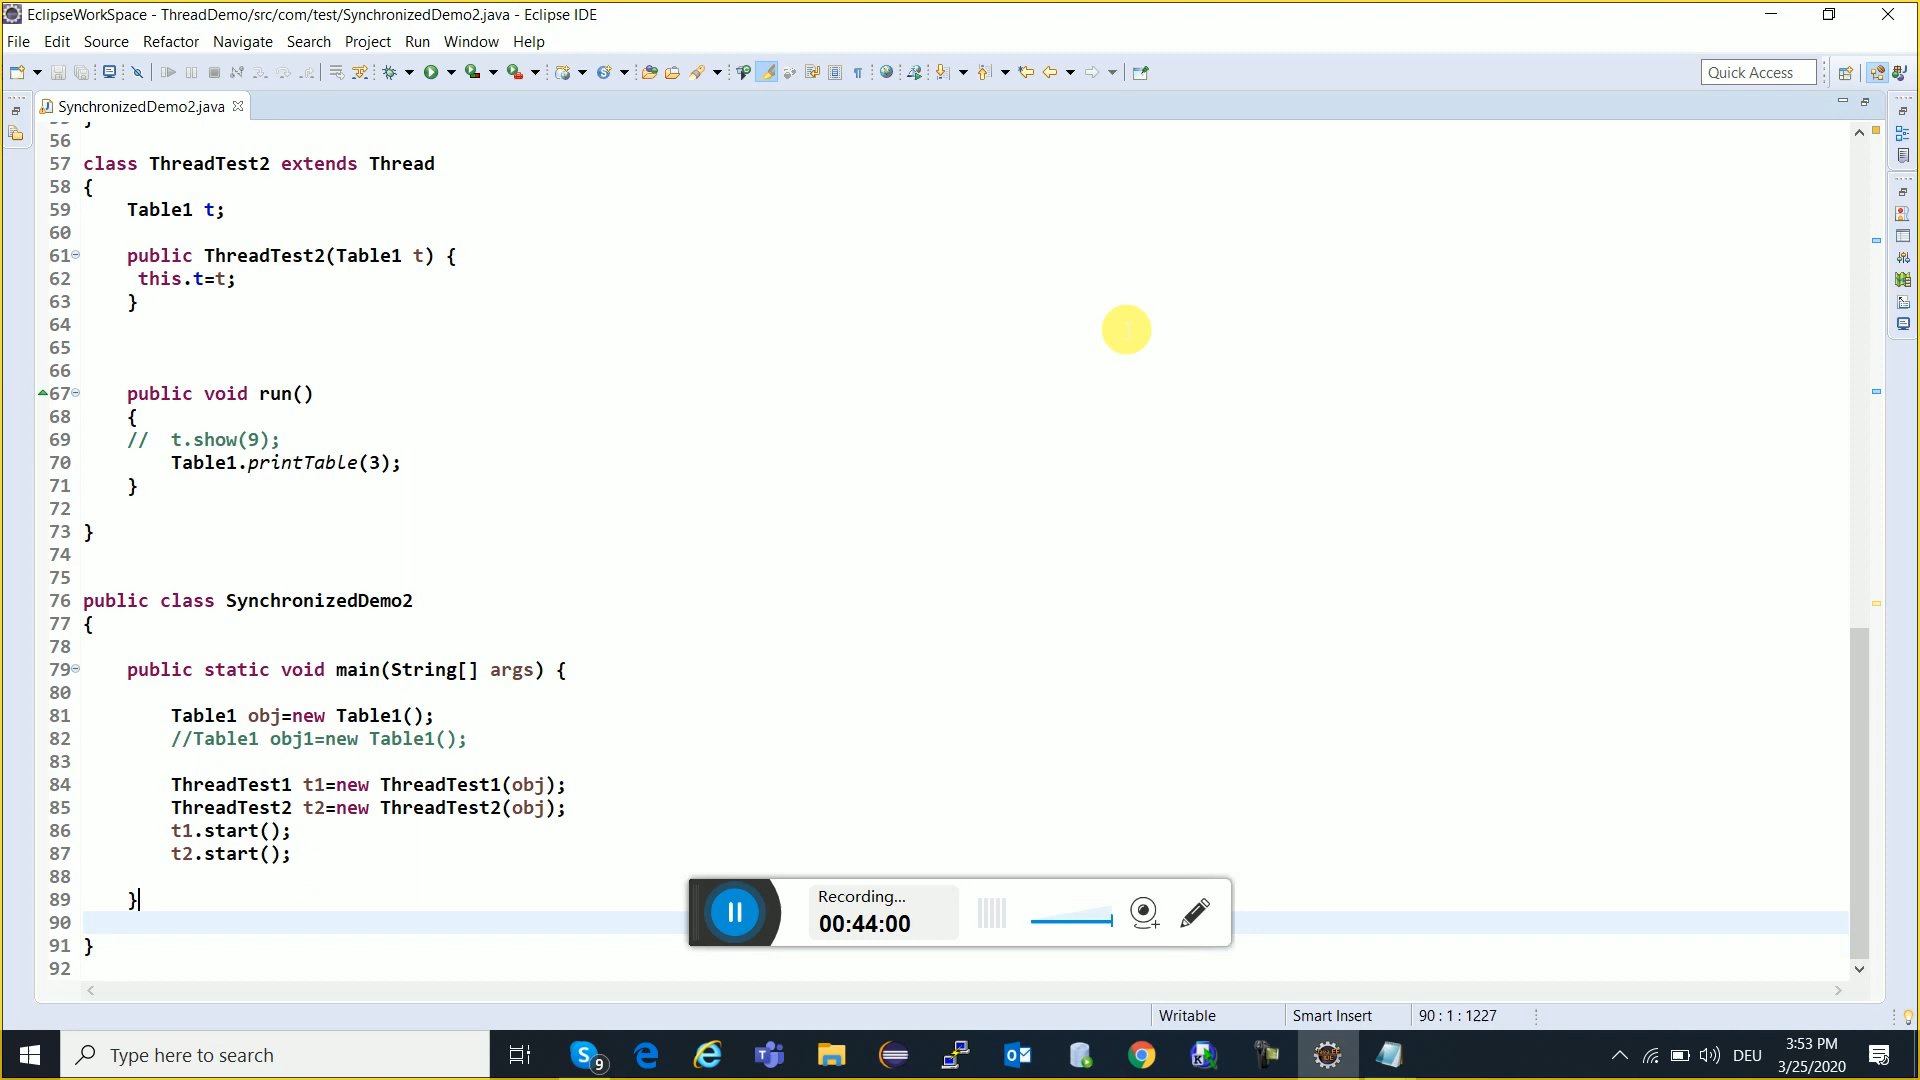 EclipseWorkSpace - ThreadDemo/src/com/test/SynchronizedDemo2.java - Eclipse IDE
File Edit Source Refactor Navigate Search Project Run Window Help
Quick Access
SynchronizedDemo2.java
56
57 class ThreadTest2 extends Thread
58 {
59 Table1 t;
60
61 public ThreadTest2(Table1 t) {
62 this.t=t;
63 }
64
65
66
67 public void run()
68 {
69 // t.show(9);
70 Table1.printTable(3);
71 }
72
73 }
74
75
76 public class SynchronizedDemo2
77 {
78
79 public static void main(String[] args) {
80
81 Table1 obj=new Table1();
82 //Table1 obj1=new Table1();
83
84 ThreadTest1 t1=new ThreadTest1(obj);
85 ThreadTest2 t2=new ThreadTest2(obj);
86 t1.start();
87 t2.start();
88
89 }
90
91 }
92
Recording...
00:44:00
Writable Smart Insert 90 : 1 : 1227
Type here to search
9
DEU
3:53 PM
3/25/2020